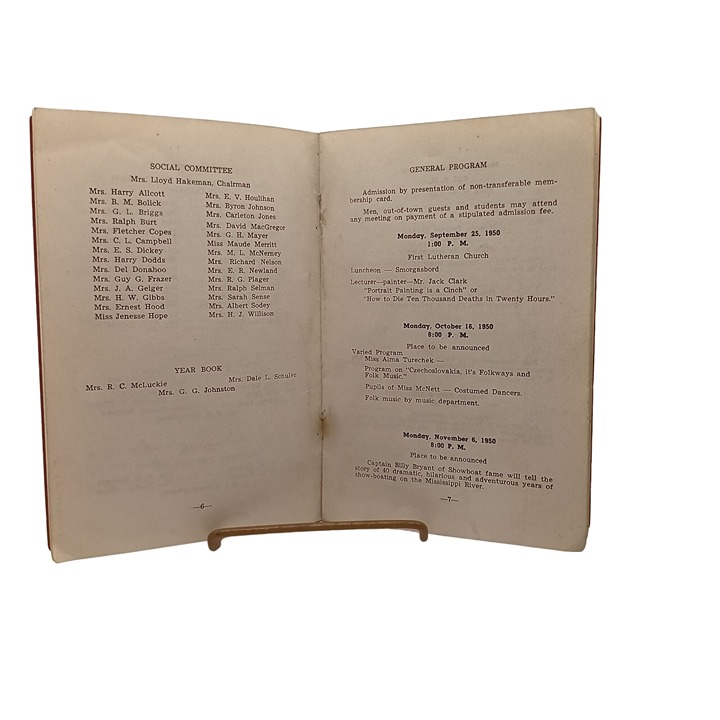 SOCIAL COMMITTEE
Mrs. Lloyd Hakeman, Chairman
Mrs. Harry Allcott
Mrs. B. M. Bolick
Mrs. G. L. Briggs
Mrs. Ralph Burt
Mrs. Fletcher Copes
Mrs. C. L. Campbell
Mrs. E. S. Dickey
Mrs. Harry Dodds
Mrs. Del Donahoo
Mrs. Guy G. Frazer
Mrs. J. A. Geiger
Mrs. H. W. Gibbs
Mrs. Ernest Hood
Miss Jenesse Hope
Mrs. E. V. Houlihan
Mrs. Byron Johnson
Mrs. Carleton Jones
Mrs. David MacGregor
Mrs. G. H. Mayer
Miss Maude Merritt
Mrs. M. L. McNerney
Mrs. Richard Nelson
Mrs. E. R. Newland
Mrs. R. G. Plager
Mrs. Ralph Selman
Mrs. Sarah Sense
Mrs. Albert Sodey
Mrs. H. J. Willison
YEAR BOOK
Mrs. R. C. McLuckie
Mrs. Dale L. Schuler
Mrs. G. G. Johnston
—6—
GENERAL PROGRAM
Admission by presentation of non-transferable mem-
bership card.
Men, out-of-town guests and students may attend
any meeting on payment of a stipulated admission fee.
Monday, September 25, 1950
1:00 P. M.
First Lutheran Church
Luncheon — Smorgasbord
Lecturer—painter—Mr. Jack Clark
"Portrait Painting is a Cinch" or
"How to Die Ten Thousand Deaths in Twenty Hours."
Monday, October 16, 1950
8:00 P. M.
Place to be announced
Varied Program
Miss Alma Turechek —
Program on "Czechoslovakia, it's Folkways and
Folk Music."
Pupils of Miss McNett — Costumed Dancers.
Folk music by music department.
Monday, November 6, 1950
8:00 P. M.
Place to be announced
Captain Billy Bryant of Showboat fame will tell the
story of 40 dramatic, hilarious and adventurous years of
show-boating on the Mississippi River.
—7—